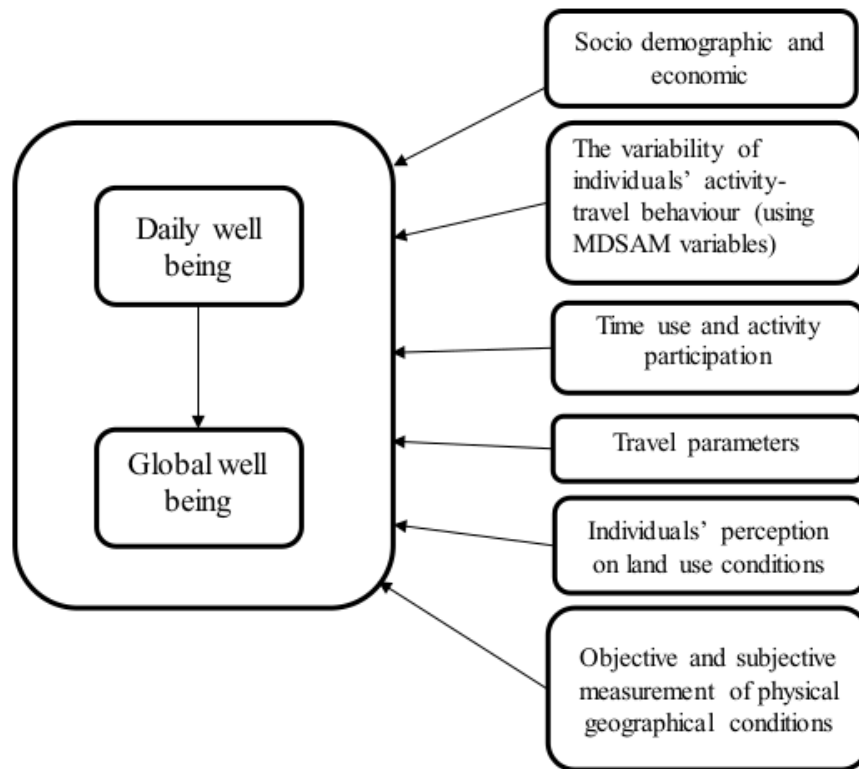 Socio demographic and
economic
The variability of
individuals' activity-
travel behaviour (using
MDSAM variables)
Daily well
being
Time use and activity
participation
Travel parameters
Global well
being
Individuals' perception
on land use conditions
Objective and subjective
measurement of physical
geographical conditions